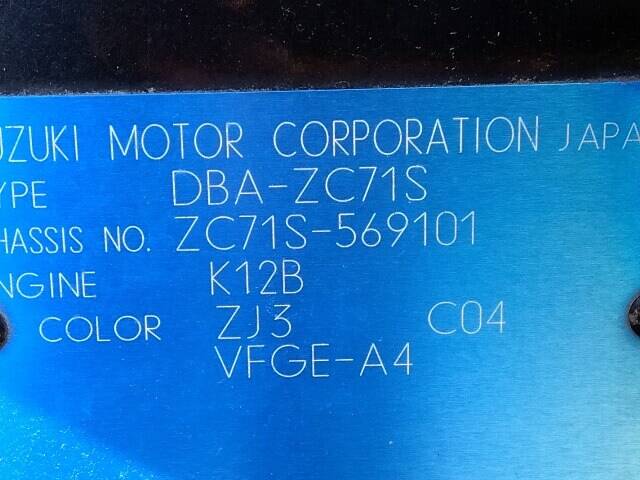 UZUKI MOTOR CORPORATION JAPA
YPE DBA-ZC71S
HASSIS NO. ZC71S-569101
NGINE K12B
COLOR ZJ3 C04
VFGE-A4